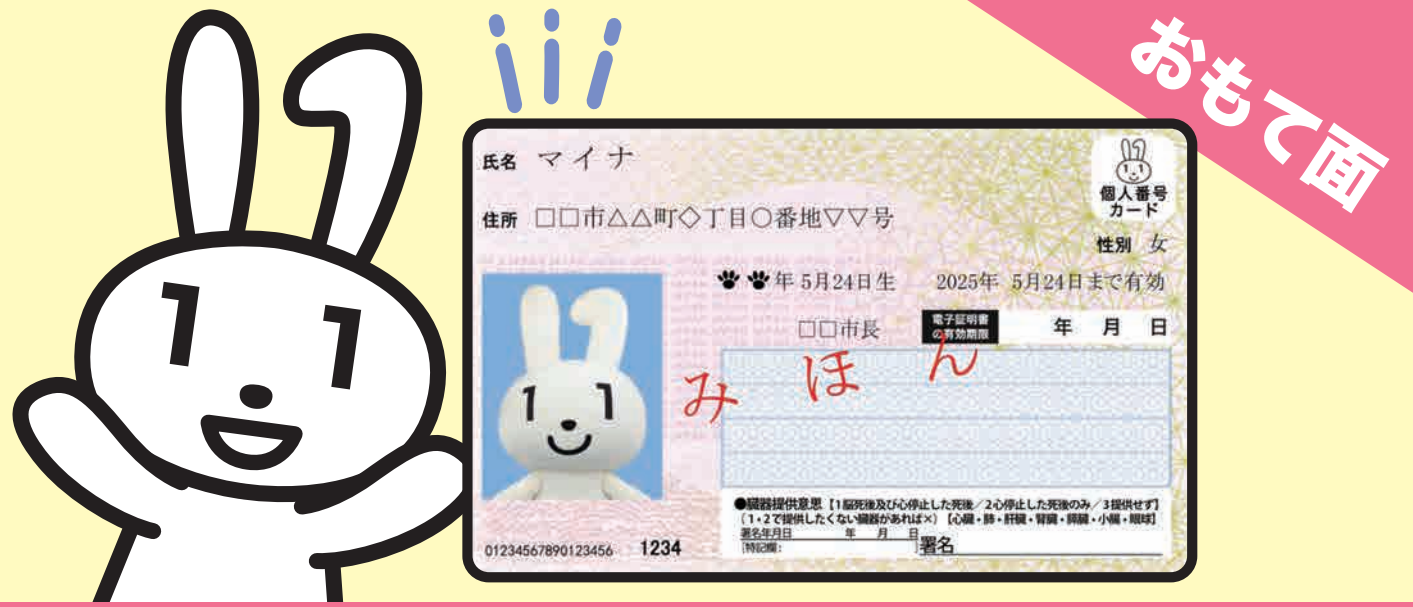 おもて面
氏名 マイナ
個人番号
カード
住所 □□市△△町◇丁目○番地▽▽号
性別 女
年 5月24日生 2025年 5月24日まで有効
□□市長
電子証明書
の有効期限
年 月 日
みほん
●臓器提供意思【1脳死後及び心停止した死後/2心停止した死後のみ/3提供せず】
(1・2で提供したくない臓器があれば×)【心臓・肺・肝臓・腎臓・膵臓・小腸・眼球】
署名年月日 年 月 日
[特記欄: ]署名
01234567890123456 1234